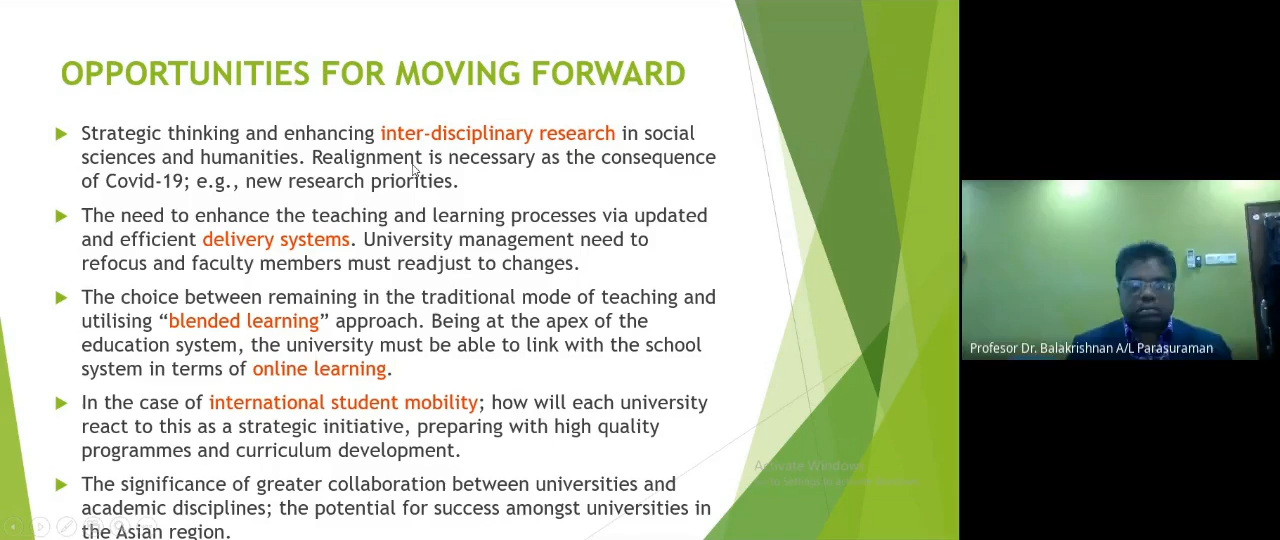 OPPORTUNITIES FOR MOVING FORWARD
Strategic thinking and enhancing inter-disciplinary research in social
sciences and humanities. Realignment is necessary as the consequence
of Covid-19; e.g., new research priorities.
The need to enhance the teaching and learning processes via updated
and efficient delivery systems. University management need to
refocus and faculty members must readjust to changes.
The choice between remaining in the traditional mode of teaching and
utilising “blended learning” approach. Being at the apex of the
education system, the university must be able to link with the school
system in terms of online learning.
In the case of international student mobility; how will each university
react to this as a strategic initiative, preparing with high quality
programmes and curriculum development.
The significance of greater collaboration between universities and
academic disciplines; the potential for success amongst universities in
the Asian region.
Activate Windows
Profesor Dr. Balakrishnan A/L Parasuraman